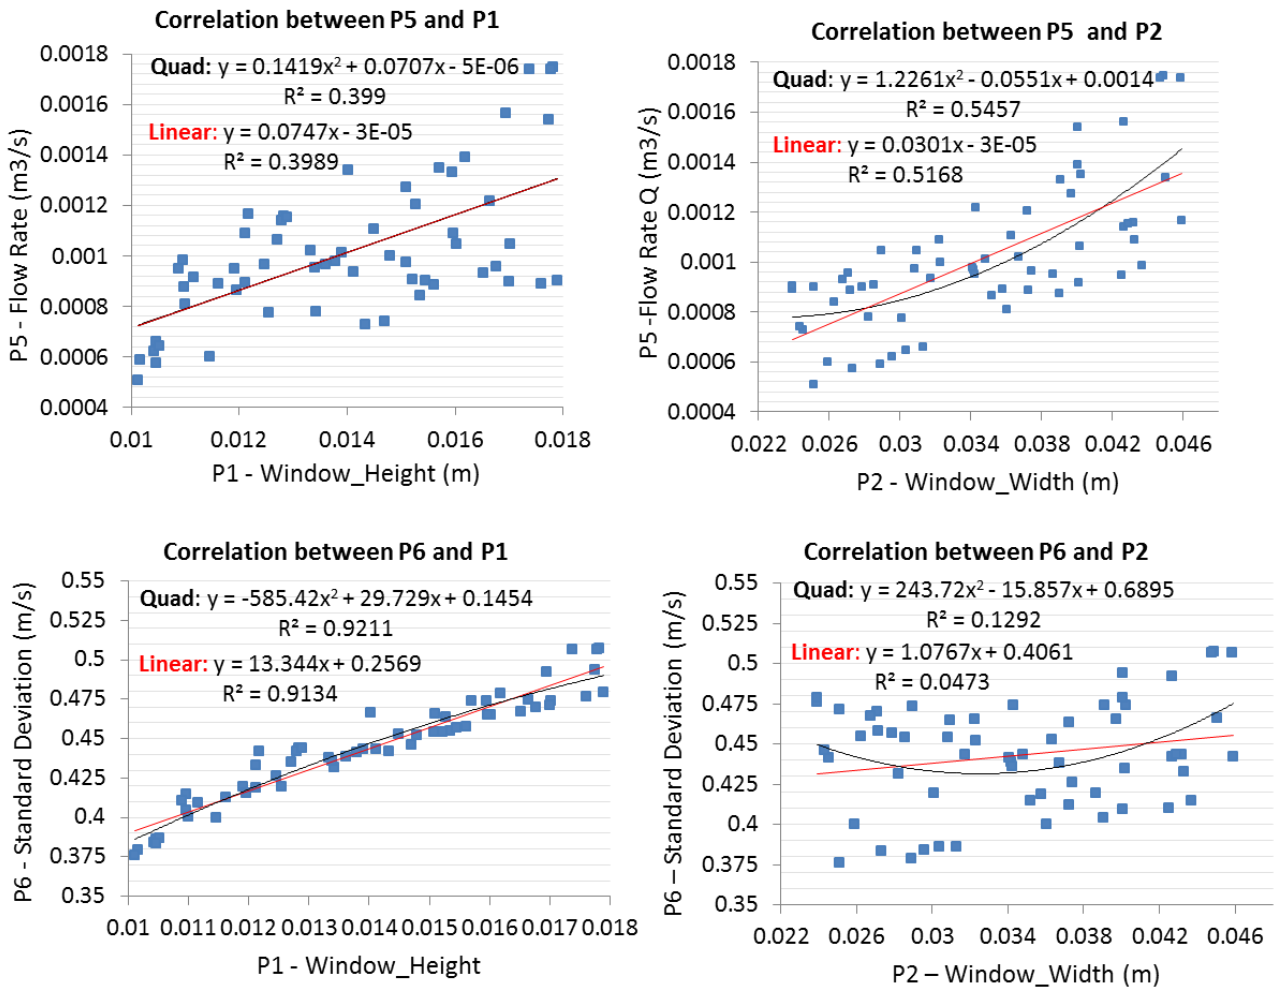 Correlation between P5 and P1
Quad: y = 0.1419x² + 0.0707x - 5E-06
R² = 0.399
Linear: y = 0.0747x - 3E-05
R² = 0.3989
P5 - Flow Rate (m3/s)
0.0018
0.0016
0.0014
0.0012
0.001
0.0008
0.0006
0.0004
0.01 0.012 0.014 0.016 0.018
P1 - Window_Height (m)
Correlation between P5 and P2
Quad: y = 1.2261x² - 0.0551x + 0.0014
R² = 0.5457
Linear: y = 0.0301x - 3E-05
R² = 0.5168
P5 -Flow Rate Q (m3/s)
0.0018
0.0016
0.0014
0.0012
0.001
0.0008
0.0006
0.0004
0.022 0.026 0.03 0.034 0.038 0.042 0.046
P2 - Window_Width (m)
Correlation between P6 and P1
Quad: y = -585.42x² + 29.729x + 0.1454
R² = 0.9211
Linear: y = 13.344x + 0.2569
R² = 0.9134
P6 - Standard Deviation (m/s)
0.55
0.525
0.5
0.475
0.45
0.425
0.4
0.375
0.35
0.01 0.011 0.012 0.013 0.014 0.015 0.016 0.017 0.018
P1 - Window_Height
Correlation between P6 and P2
Quad: y = 243.72x² - 15.857x + 0.6895
R² = 0.1292
Linear: y = 1.0767x + 0.4061
R² = 0.0473
P6 – Standard Deviation (m/s)
0.55
0.525
0.5
0.475
0.45
0.425
0.4
0.375
0.35
0.022 0.026 0.03 0.034 0.038 0.042 0.046
P2 – Window_Width (m)